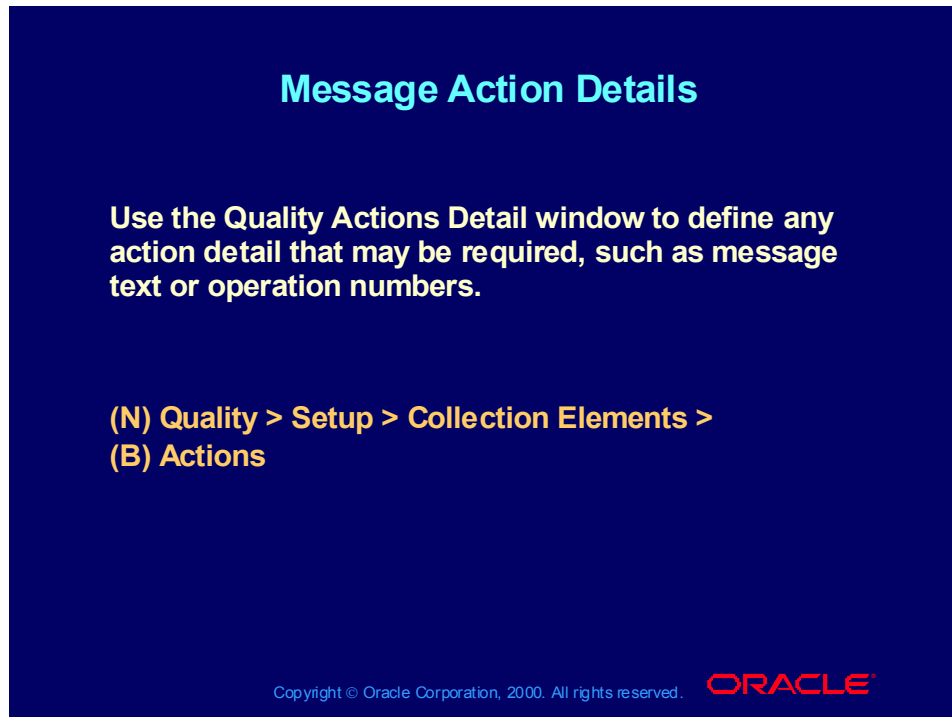 Message Action Details
Use the Quality Actions Detail window to define any
action detail that may be required, such as message
text or operation numbers.
(N) Quality > Setup > Collection Elements >
(B) Actions
Copyright © Oracle Corporation, 2000. All rights reserved.
ORACLE®